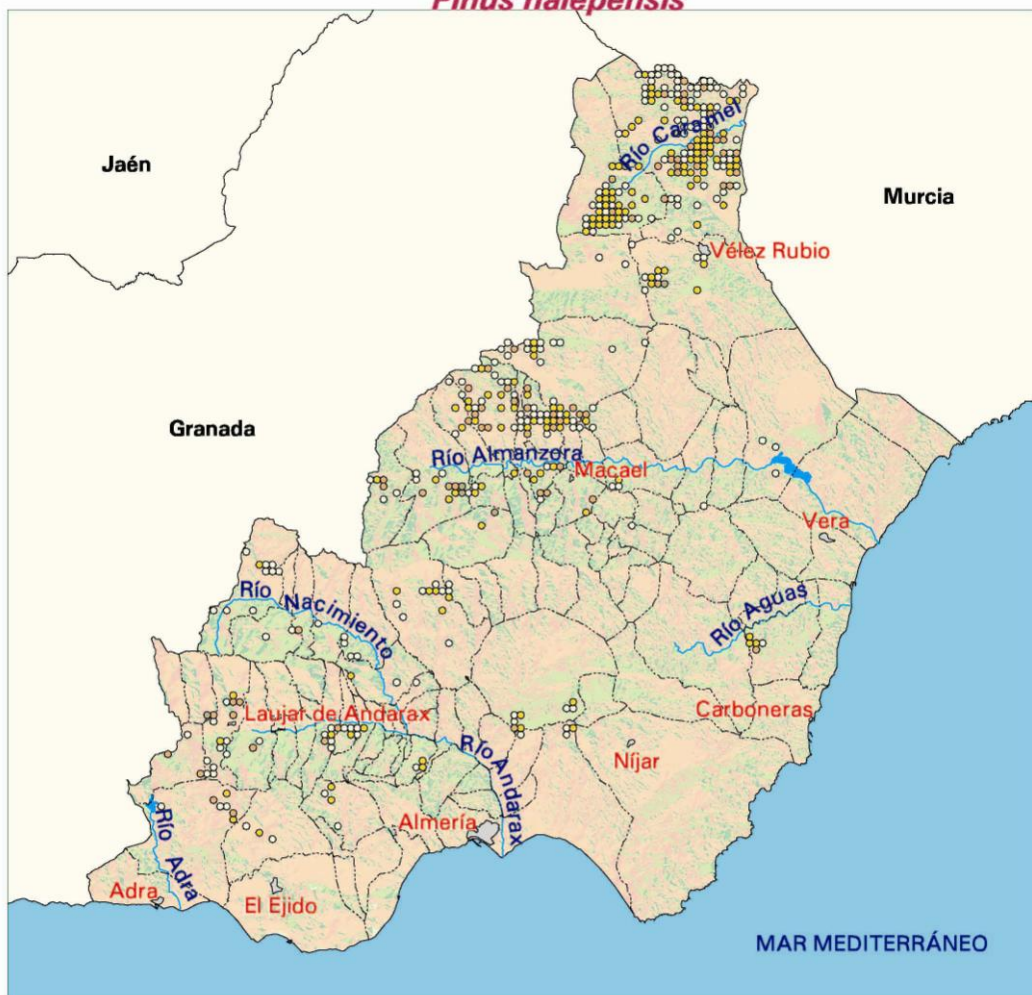 Pinus halepensis
Río Caramel
Jaén
Murcia
Vélez Rubio
Granada
Río Almanzora
Macael
Vera
Río Nacimiento
Río Aguas
Laujar de Andarax
Carboneras
Río Andarax
Níjar
Almería
Río Adra
Adra
El Ejido
MAR MEDITERRÁNEO